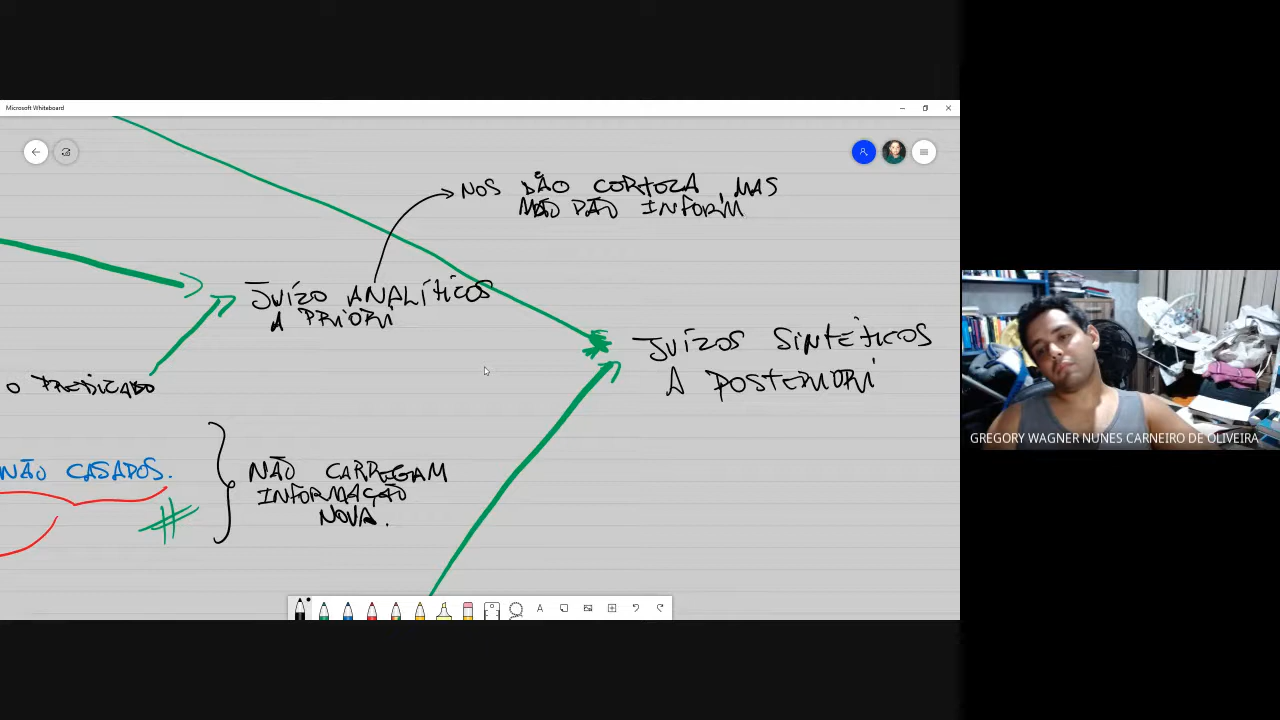 Microsoft Whiteboard
NOS DÃO CERTEZA, MAS
NÃO DÃO INFORM
JUÍZO ANALÍTICOS
A PRIORI
JUÍZOS SINTÉTICOS
A POSTERIORI
O PREDICADO
NÃO CASADOS.
NÃO CARREGAM
INFORMAÇÃO
NOVA.
A
GREGORY WAGNER NUNES CARNEIRO DE OLIVEIRA